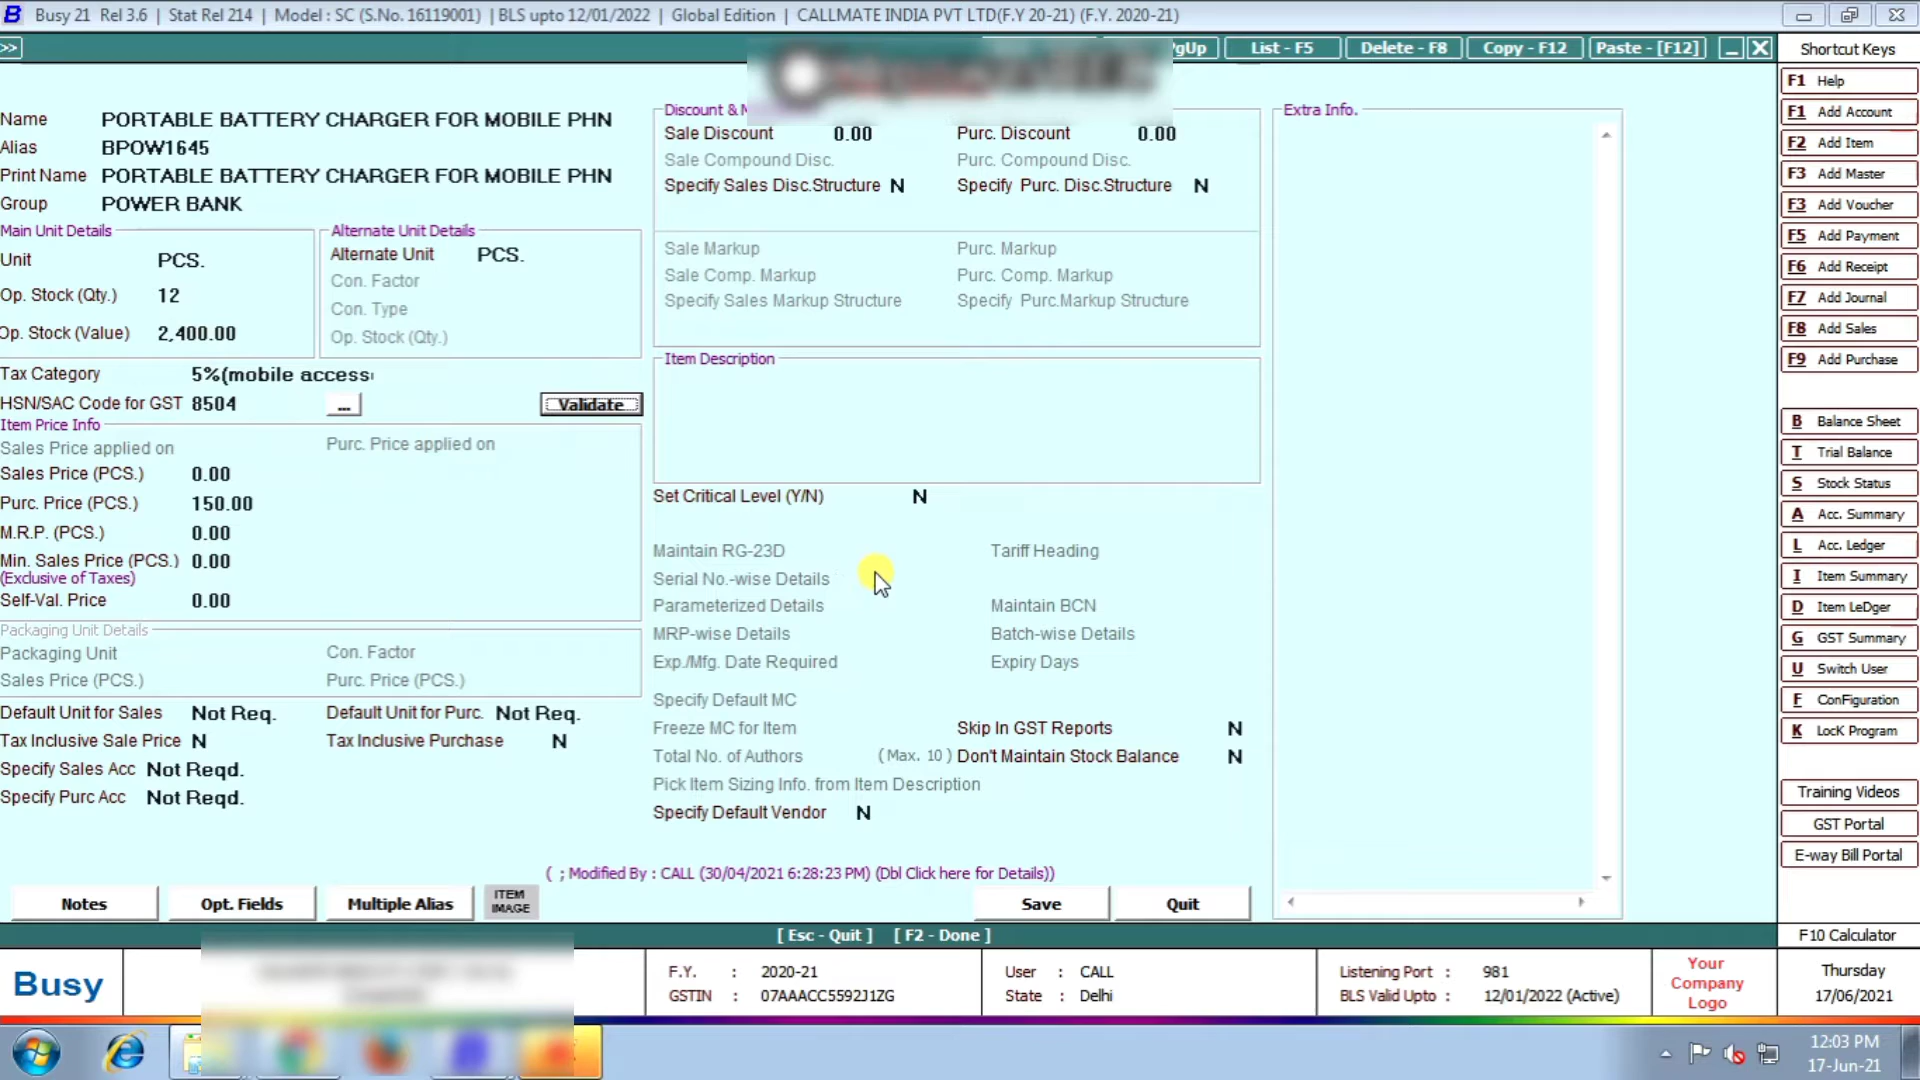 Busy 21 Rel 3.6 | Stat Rel 214 | Model : SC (S.No. 16119001) | BLS upto 12/01/2022 | Global Edition | CALLMATE INDIA PVT LTD(F.Y 20-21) (F.Y. 2020-21)
>> gUp List - F5 Delete - F8 Copy - F12 Paste - [F12]
Name PORTABLE BATTERY CHARGER FOR MOBILE PHN
Alias BPOW1645
Print Name PORTABLE BATTERY CHARGER FOR MOBILE PHN
Group POWER BANK
Main Unit Details
Unit PCS.
Op. Stock (Qty.) 12
Op. Stock (Value) 2,400.00
Alternate Unit Details
Alternate Unit PCS.
Con. Factor
Con. Type
Op. Stock (Qty.)
Tax Category 5%(mobile access
HSN/SAC Code for GST 8504 ... Validate
Item Price Info
Sales Price applied on Purc. Price applied on
Sales Price (PCS.) 0.00
Purc. Price (PCS.) 150.00
M.R.P. (PCS.) 0.00
Min. Sales Price (PCS.) 0.00
(Exclusive of Taxes)
Self-Val. Price 0.00
Packaging Unit Details
Packaging Unit Con. Factor
Sales Price (PCS.) Purc. Price (PCS.)
Default Unit for Sales Not Req. Default Unit for Purc. Not Req.
Tax Inclusive Sale Price N Tax Inclusive Purchase N
Specify Sales Acc Not Reqd.
Specify Purc Acc Not Reqd.
Discount & M
Sale Discount 0.00 Purc. Discount 0.00
Sale Compound Disc. Purc. Compound Disc.
Specify Sales Disc.Structure N Specify Purc. Disc.Structure N
Sale Markup Purc. Markup
Sale Comp. Markup Purc. Comp. Markup
Specify Sales Markup Structure Specify Purc.Markup Structure
Item Description
Set Critical Level (Y/N) N
Maintain RG-23D Tariff Heading
Serial No.-wise Details
Parameterized Details Maintain BCN
MRP-wise Details Batch-wise Details
Exp./Mfg. Date Required Expiry Days
Specify Default MC
Freeze MC for Item Skip In GST Reports N
Total No. of Authors (Max. 10) Don't Maintain Stock Balance N
Pick Item Sizing Info. from Item Description
Specify Default Vendor N
Extra Info.
( ; Modified By : CALL (30/04/2021 6:28:23 PM) (Dbl Click here for Details))
Notes Opt. Fields Multiple Alias ITEM IMAGE Save Quit
[ Esc - Quit ] [ F2 - Done ]
Shortcut Keys
F1 Help
F1 Add Account
F2 Add Item
F3 Add Master
F3 Add Voucher
F5 Add Payment
F6 Add Receipt
F7 Add Journal
F8 Add Sales
F9 Add Purchase
B Balance Sheet
T Trial Balance
S Stock Status
A Acc. Summary
L Acc. Ledger
I Item Summary
D Item LeDger
G GST Summary
U Switch User
F ConFiguration
K LocK Program
Training Videos
GST Portal
E-way Bill Portal
F10 Calculator
Busy
F.Y. : 2020-21
GSTIN : 07AAACC5592J1ZG
User : CALL
State : Delhi
Listening Port : 981
BLS Valid Upto : 12/01/2022 (Active)
Your
Company
Logo
Thursday
17/06/2021
12:03 PM
17-Jun-21